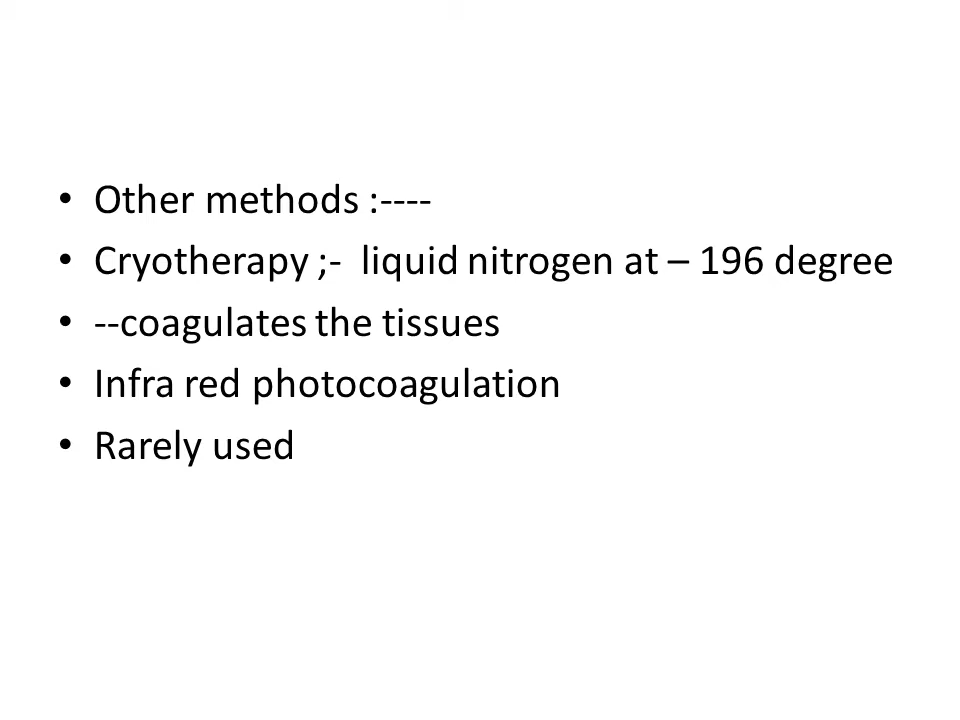 • Other methods :----
• Cryotherapy ;-  liquid nitrogen at – 196 degree
• --coagulates the tissues
• Infra red photocoagulation
• Rarely used